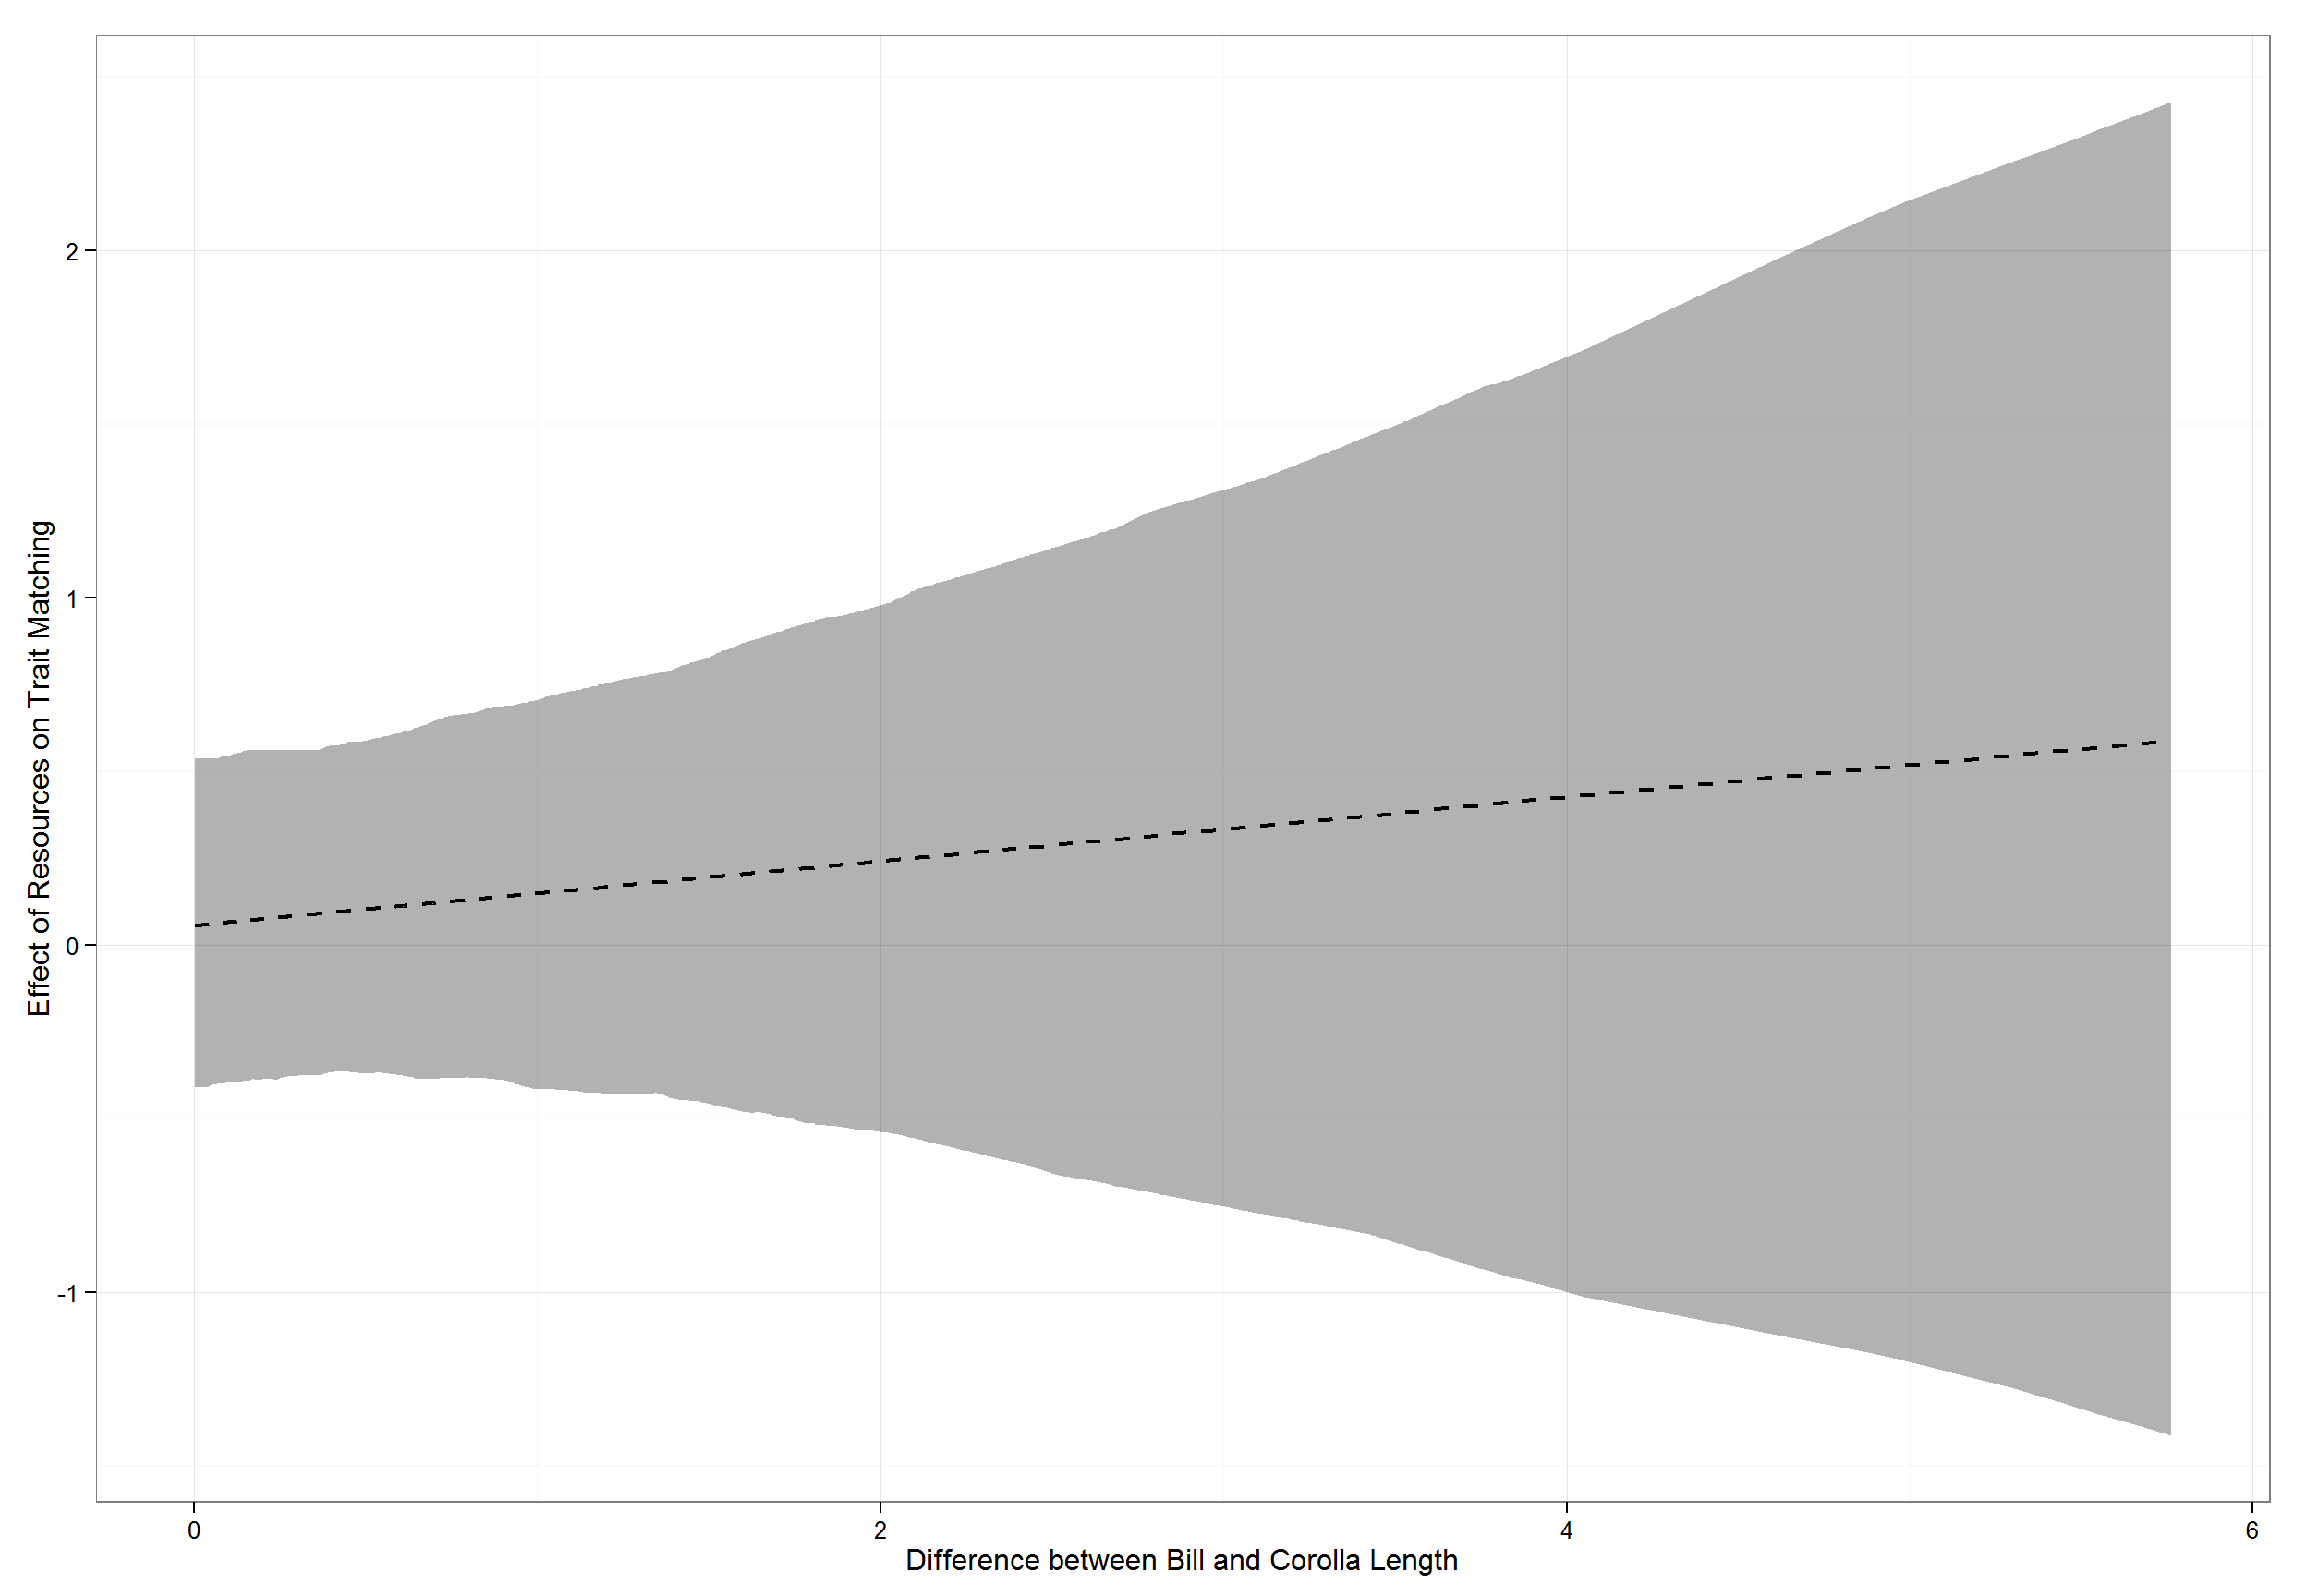 Effect of Resources on Trait Matching
2
1
0
-1
0 2 4 6
Difference between Bill and Corolla Length